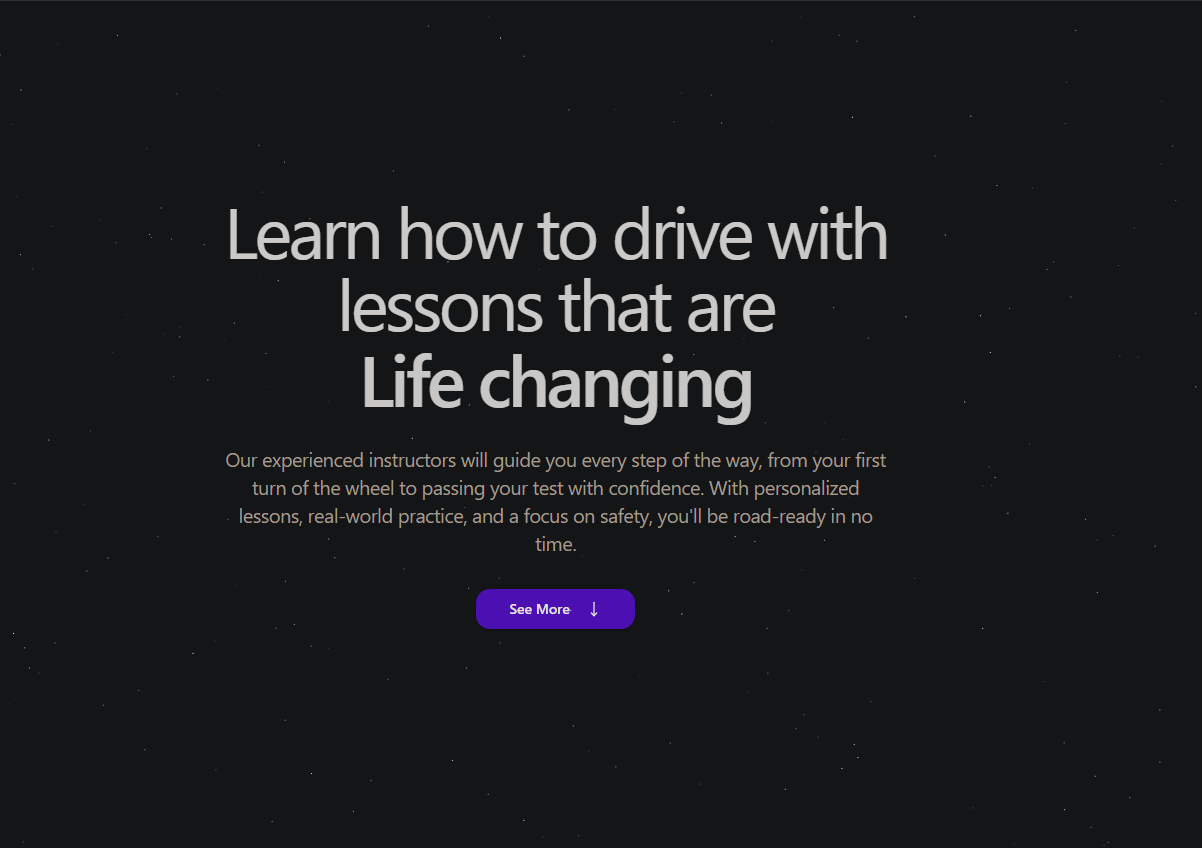 Learn how to drive with
lessons that are
Life changing
Our experienced instructors will guide you every step of the way, from your first
turn of the wheel to passing your test with confidence. With personalized
lessons, real-world practice, and a focus on safety, you'll be road-ready in no
time.
See More ↓